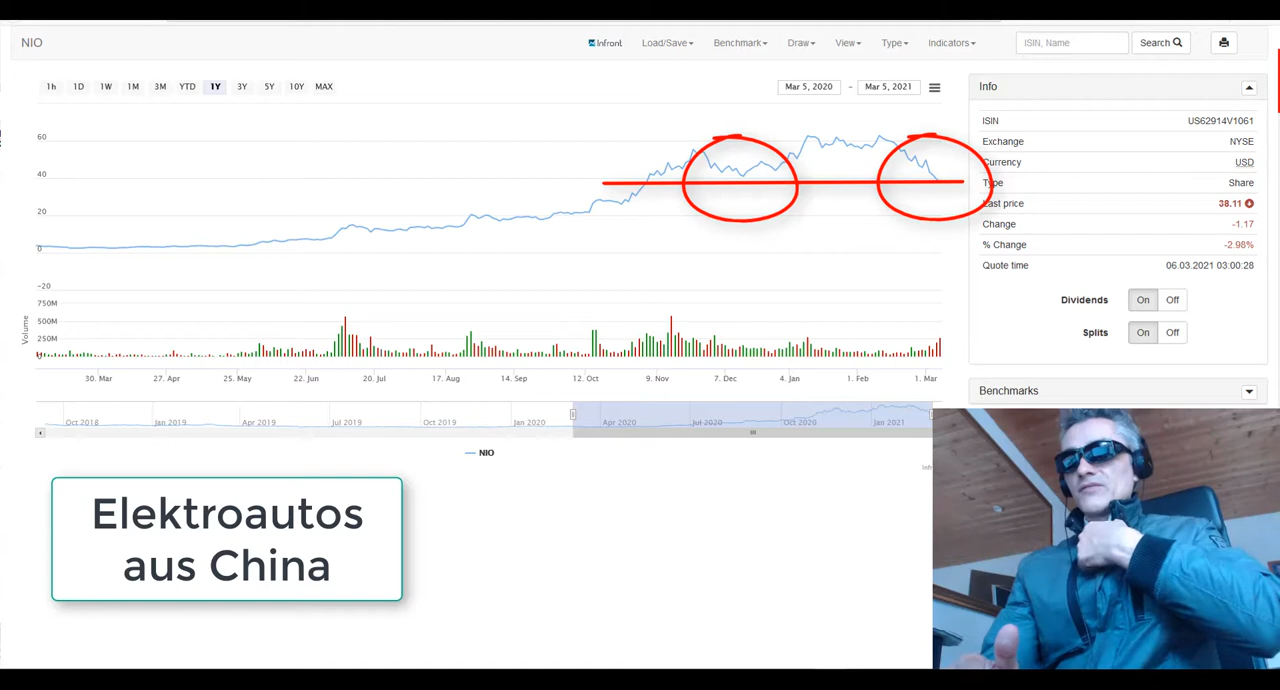 NIO
Infront
Load/Save
Benchmark
Draw
View
Type
Indicators
ISIN, Name
Search
1h 1D 1W 1M 3M YTD 1Y 3Y 5Y 10Y MAX
Mar 5, 2020 – Mar 5, 2021
60
40
20
0
−20
750M
500M
250M
Volume
30. Mar 27. Apr 25. May 22. Jun 20. Jul 17. Aug 14. Sep 12. Oct 9. Nov 7. Dec 4. Jan 1. Feb 1. Mar
Oct 2018 Jan 2019 Apr 2019 Jul 2019 Oct 2019 Jan 2020 Apr 2020 Jul 2020 Oct 2020 Jan 2021
NIO
Info
ISIN US62914V1061
Exchange NYSE
Currency USD
Type Share
Last price 38.11
Change -1.17
% Change -2.98%
Quote time 06.03.2021 03:00:28
Dividends On Off
Splits On Off
Benchmarks
Elektroautos
aus China